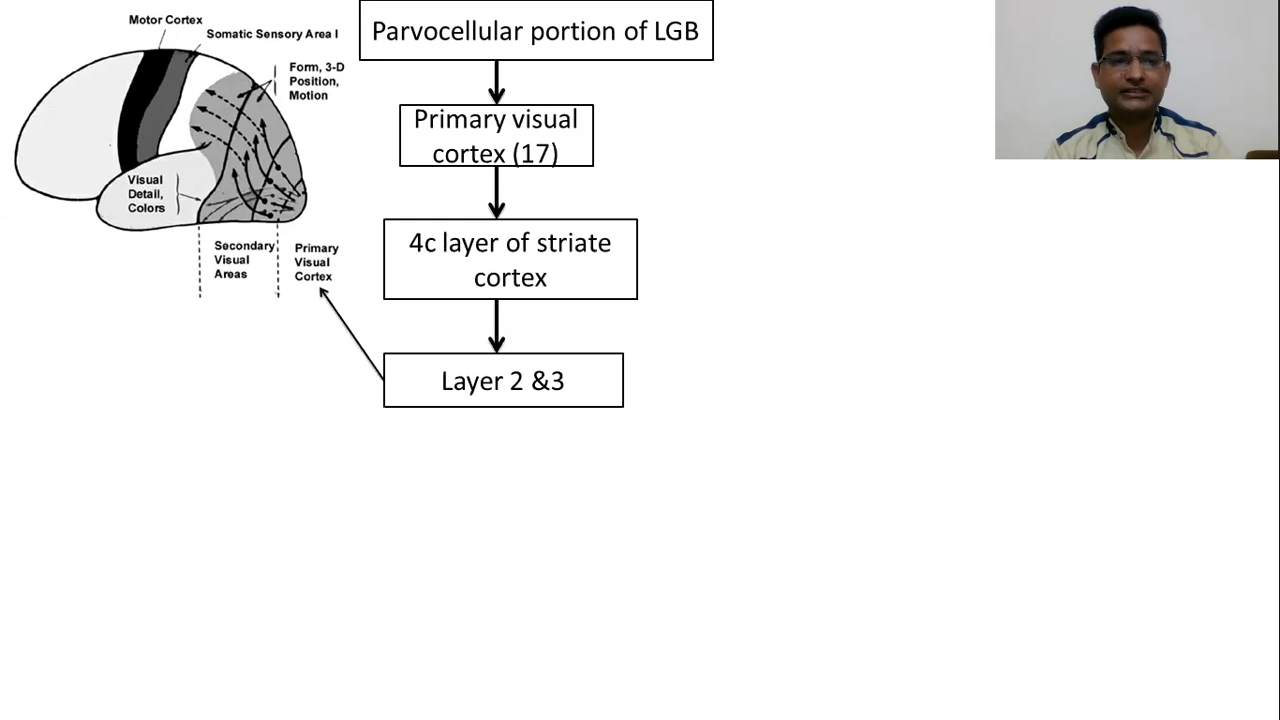 Motor Cortex
Somatic Sensory Area I
Form, 3-D
Position,
Motion
Visual
Detail,
Colors
Secondary
Visual
Areas
Primary
Visual
Cortex
Parvocellular portion of LGB
Primary visual
cortex (17)
4c layer of striate
cortex
Layer 2 &3